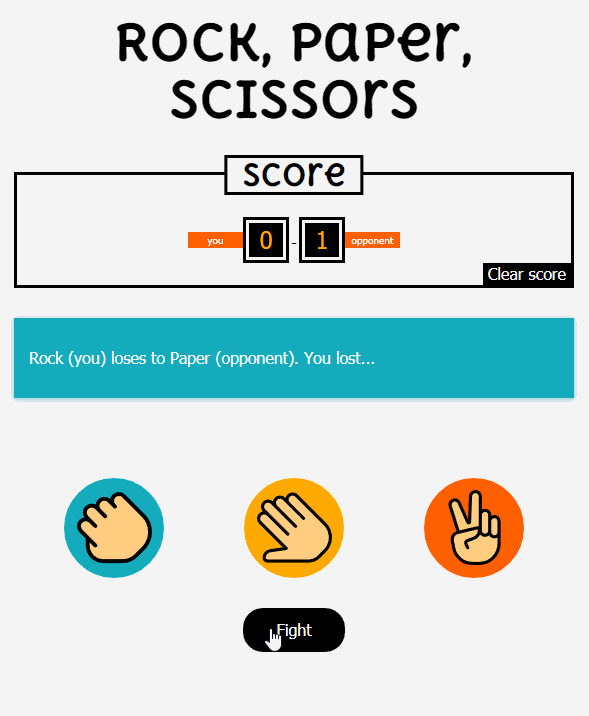 Rock, Paper,
Scissors
score
you 0 - 1 opponent
Clear score
Rock (you) loses to Paper (opponent). You lost...
Fight